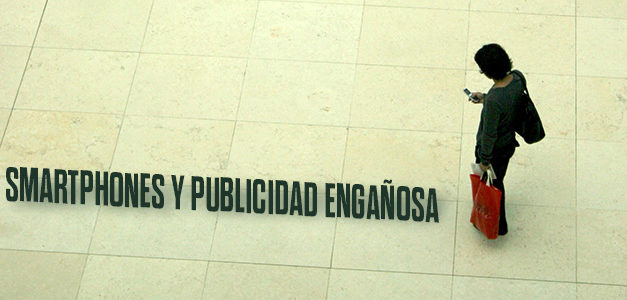 SMARTPHONES Y PUBLICIDAD ENGAÑOSA